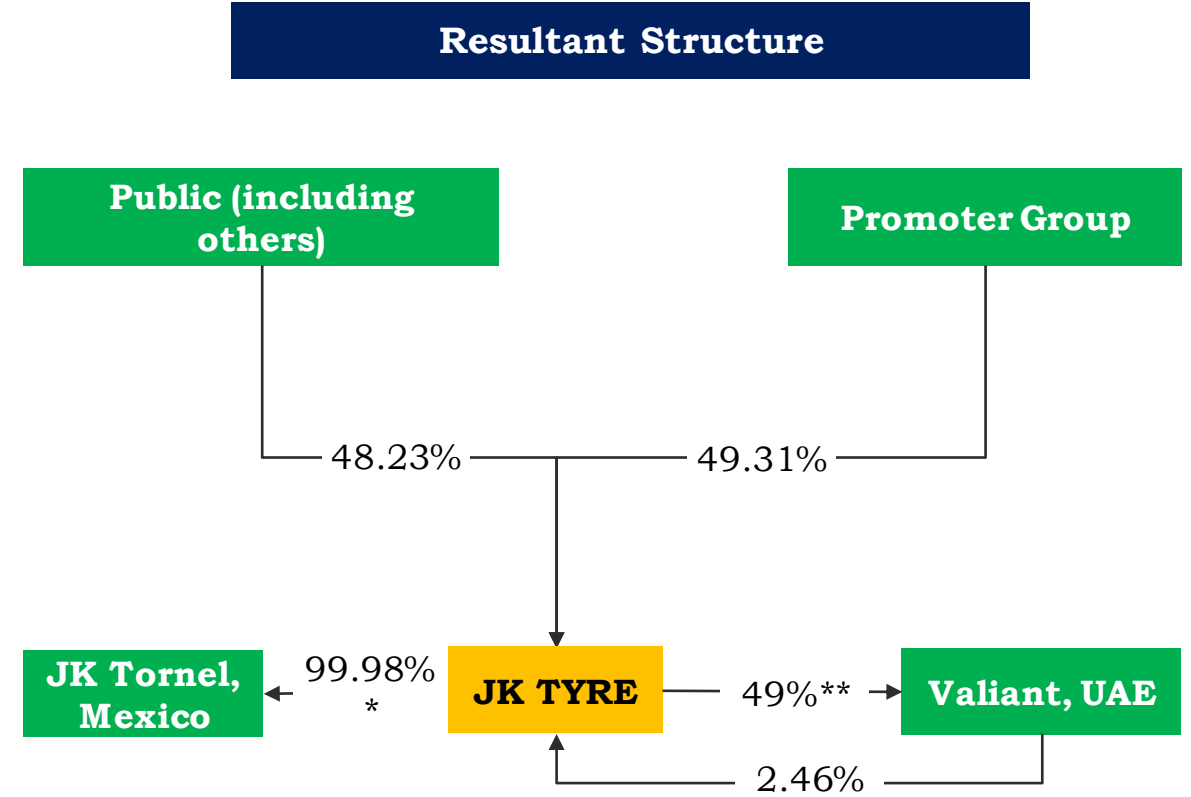 Resultant Structure
Public (including
others)
Promoter Group
48.23%
49.31%
JK Tornel,
Mexico
99.98%
*
JK TYRE
49%**
Valiant, UAE
2.46%